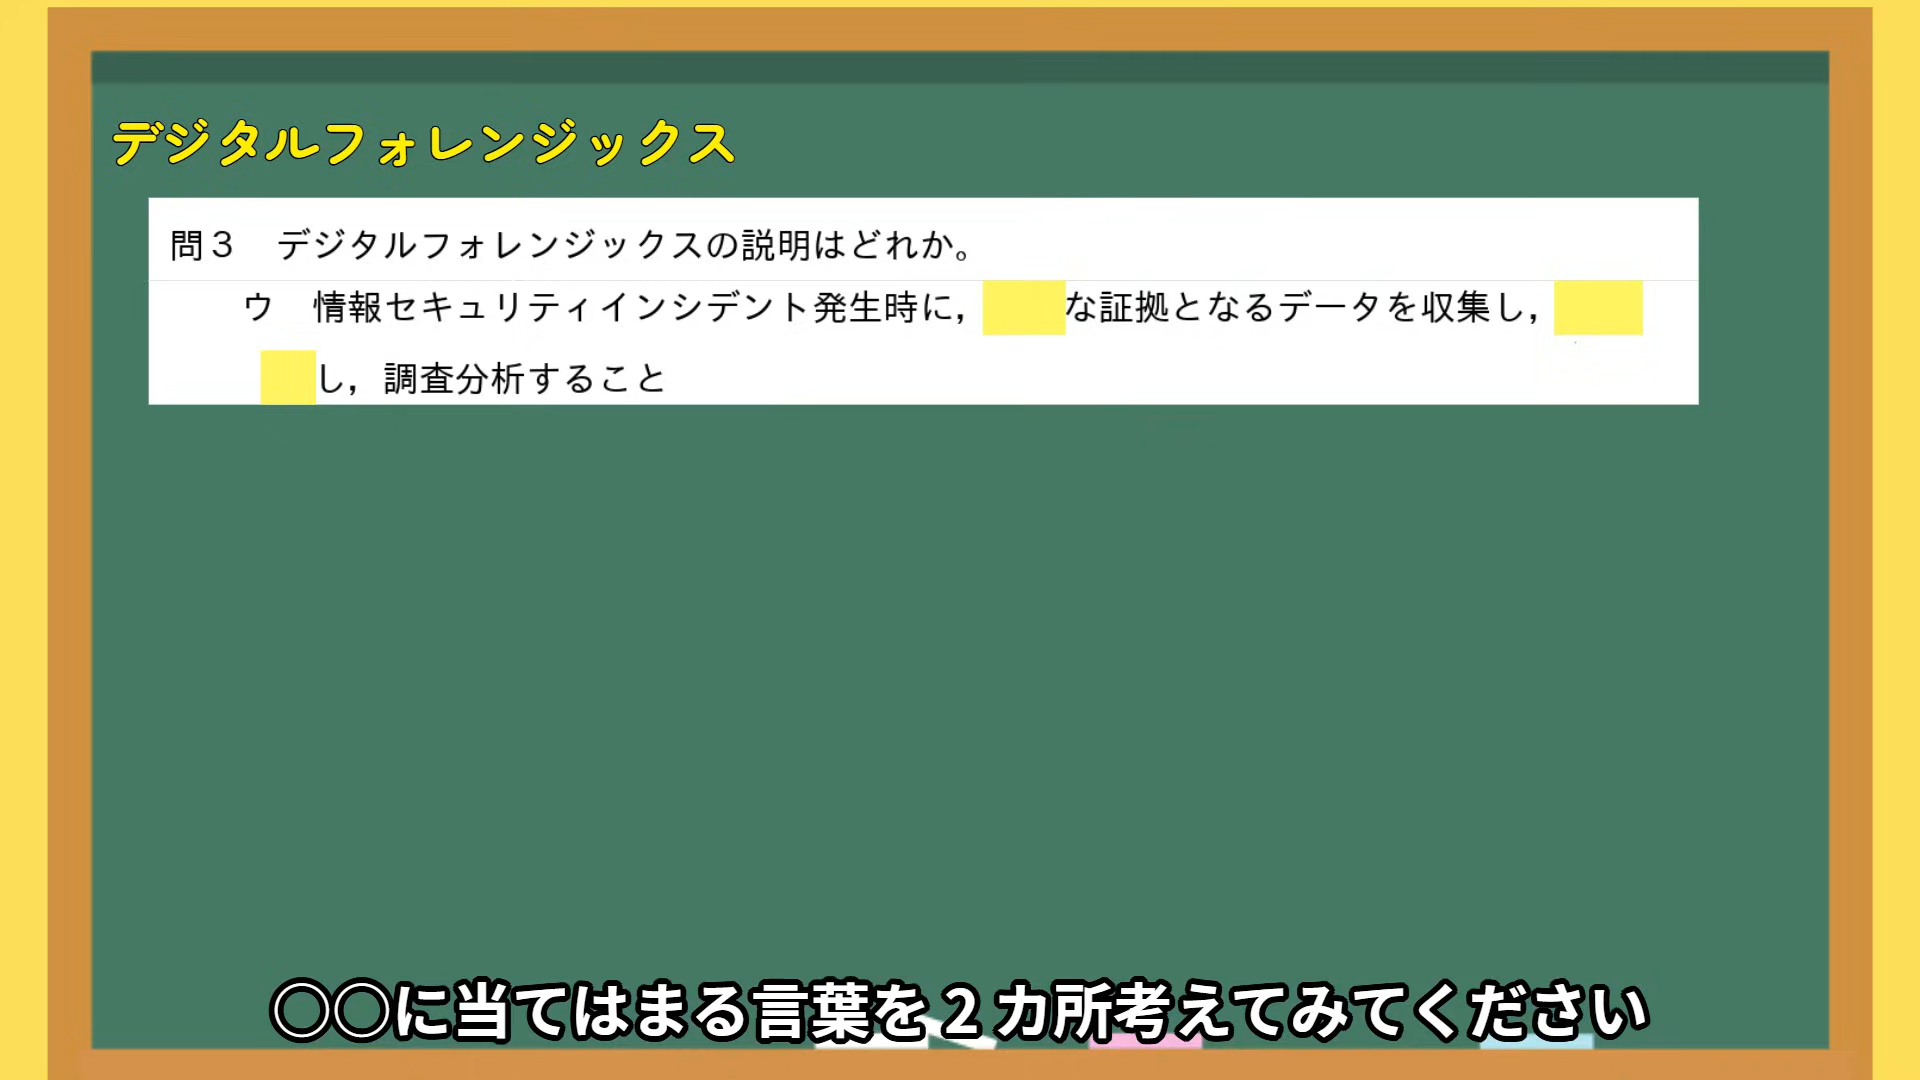 デジタルフォレンジックス
問３　デジタルフォレンジックスの説明はどれか。
ウ　情報セキュリティインシデント発生時に，　　な証拠となるデータを収集し，
し，調査分析すること
○○に当てはまる言葉を２カ所考えてみてください